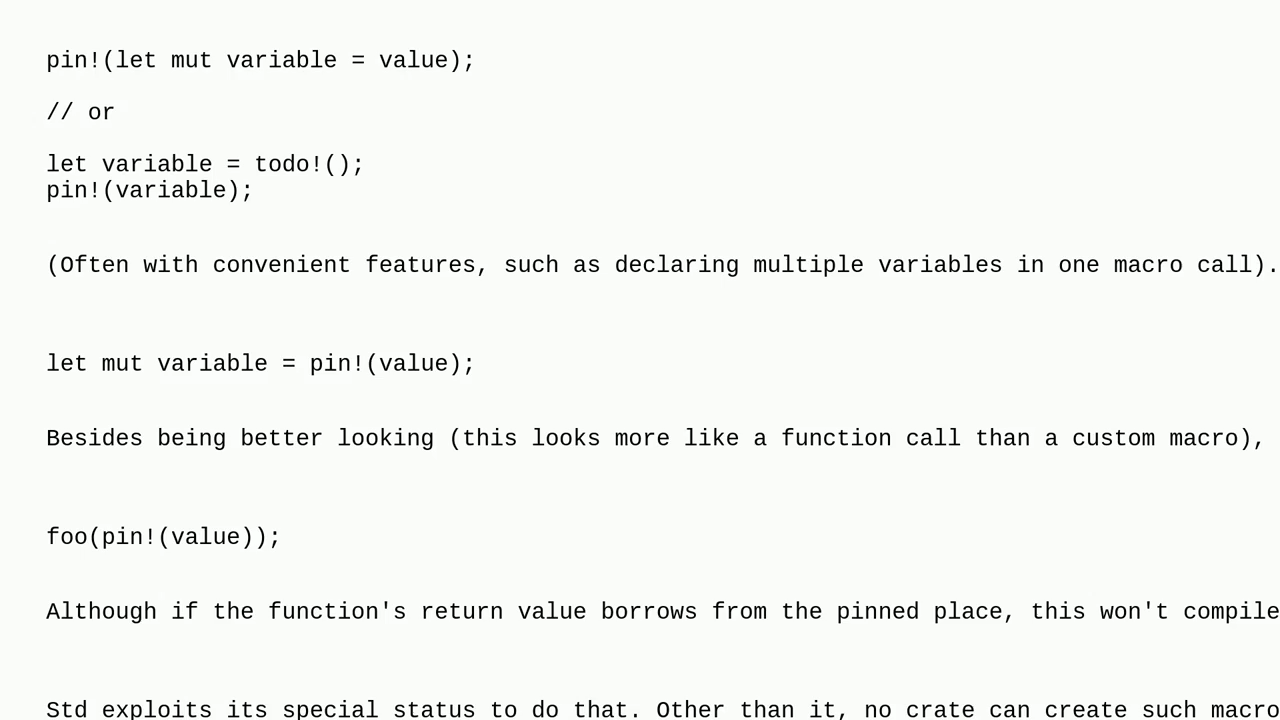 pin!(let mut variable = value);
// or
let variable = todo!();
pin!(variable);
(Often with convenient features, such as declaring multiple variables in one macro call).
let mut variable = pin!(value);
Besides being better looking (this looks more like a function call than a custom macro),
foo(pin!(value));
Although if the function's return value borrows from the pinned place, this won't compile
Std exploits its special status to do that. Other than it, no crate can create such macro